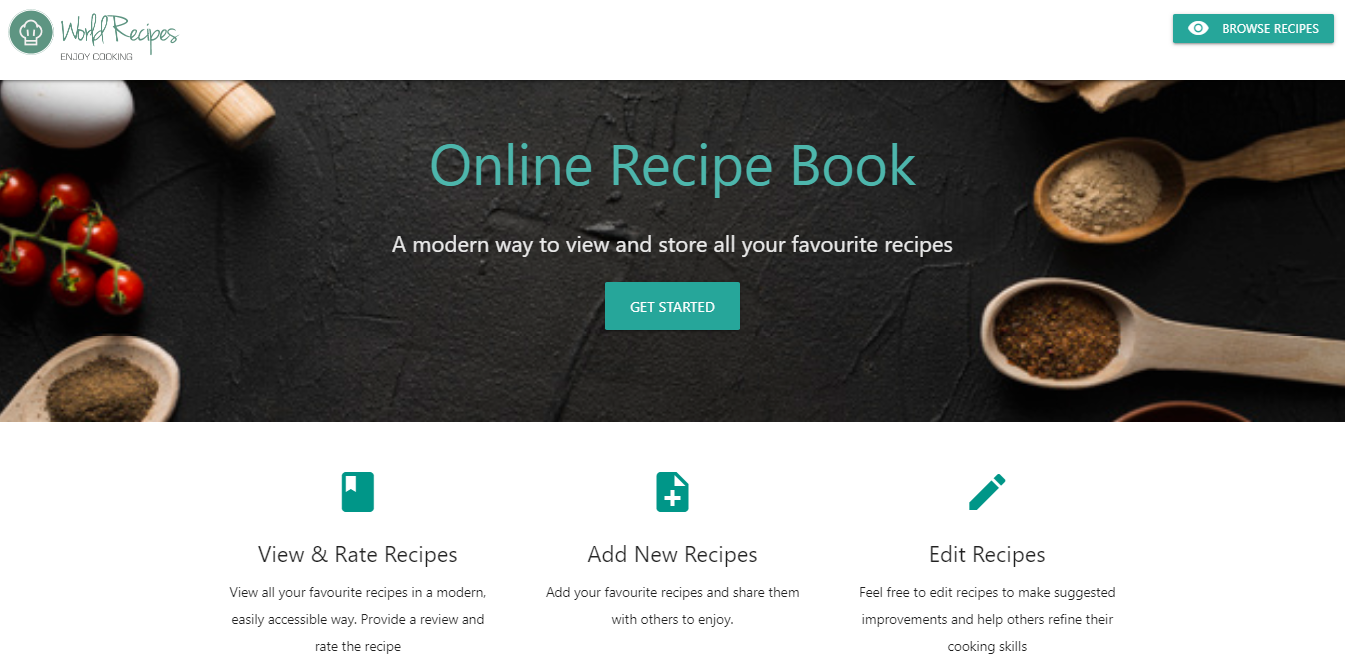 World Recipes
ENJOY COOKING
BROWSE RECIPES
Online Recipe Book
A modern way to view and store all your favourite recipes
GET STARTED
View & Rate Recipes
View all your favourite recipes in a modern,
easily accessible way. Provide a review and
rate the recipe
Add New Recipes
Add your favourite recipes and share them
with others to enjoy.
Edit Recipes
Feel free to edit recipes to make suggested
improvements and help others refine their
cooking skills